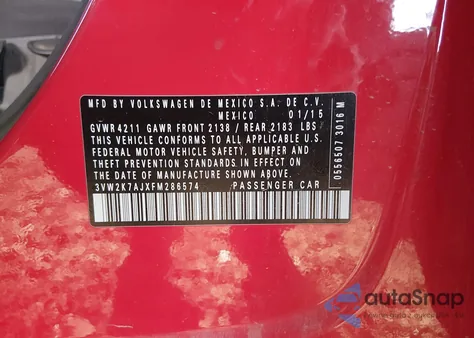 MFD BY VOLKSWAGEN DE MEXICO S.A. DE C.V.
MEXICO 01/15
GVWR 4211 GAWR FRONT 2138 / REAR 2183 LBS
THIS VEHICLE CONFORMS TO ALL APPLICABLE U.S.
FEDERAL MOTOR VEHICLE SAFETY, BUMPER AND
THEFT PREVENTION STANDARDS IN EFFECT ON
THE DATE OF MANUFACTURE SHOWN ABOVE.
3VW2K7AJXFM286574 PASSENGER CAR
0556507 3016 M
autaSnap